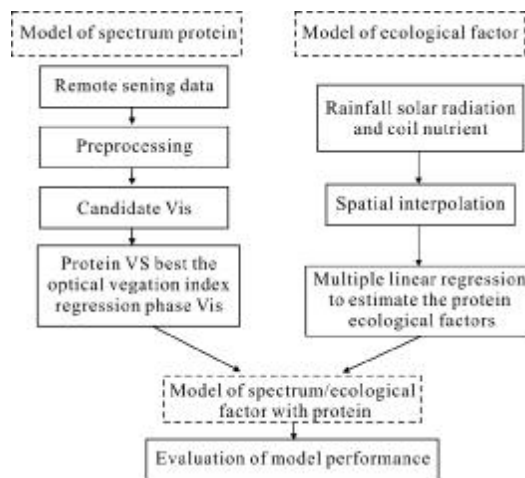 Model of spectrum protein
Remote sening data
Preprocessing
Candidate Vis
Protein VS best the
optical vegation index
regression phase Vis
Model of ecological factor
Rainfall solar radiation
and coil nutrient
Spatial interpolation
Multiple linear regression
to estimate the protein
ecological factors
Model of spectrum/ecological
factor with protein
Evaluation of model performance